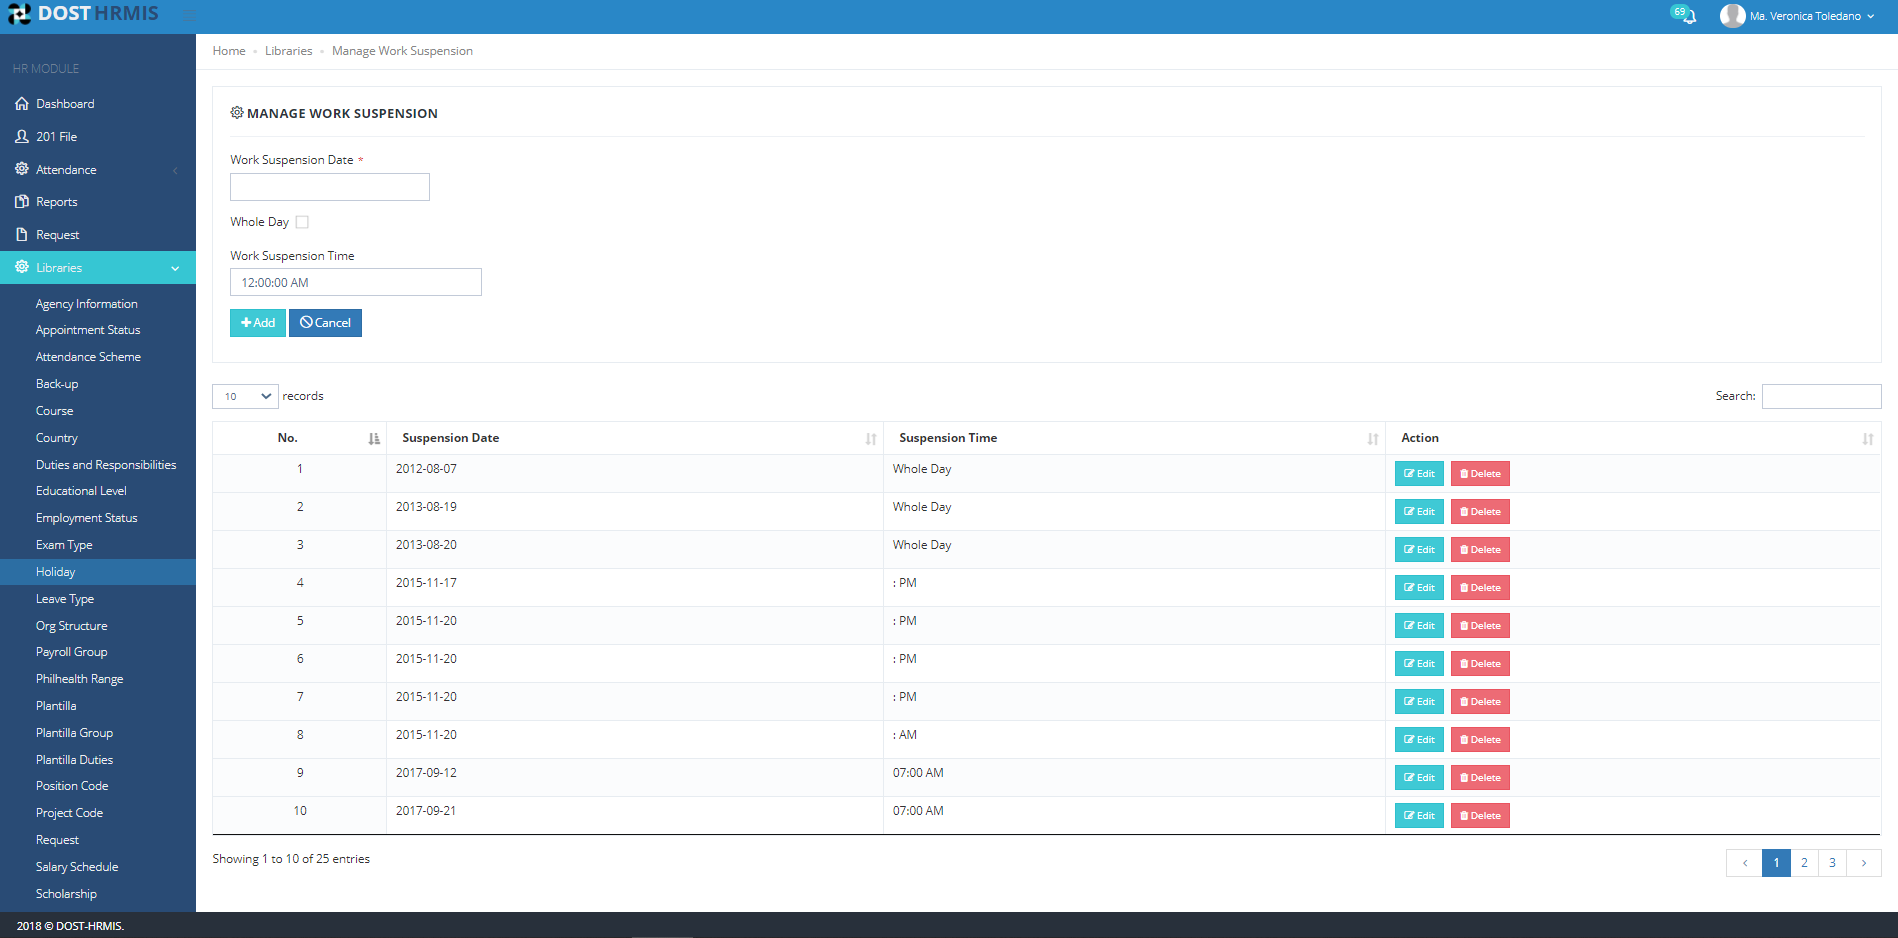 DOST HRMIS
69
Ma. Veronica Toledano
HR MODULE
Dashboard
201 File
Attendance
Reports
Request
Libraries
Agency Information
Appointment Status
Attendance Scheme
Back-up
Course
Country
Duties and Responsibilities
Educational Level
Employment Status
Exam Type
Holiday
Leave Type
Org Structure
Payroll Group
Philhealth Range
Plantilla
Plantilla Group
Plantilla Duties
Position Code
Project Code
Request
Salary Schedule
Scholarship
Home • Libraries • Manage Work Suspension
MANAGE WORK SUSPENSION
Work Suspension Date *
Whole Day
Work Suspension Time
12:00:00 AM
Add Cancel
10 records Search:
No. Suspension Date Suspension Time Action
1 2012-08-07 Whole Day Edit Delete
2 2013-08-19 Whole Day Edit Delete
3 2013-08-20 Whole Day Edit Delete
4 2015-11-17 : PM Edit Delete
5 2015-11-20 : PM Edit Delete
6 2015-11-20 : PM Edit Delete
7 2015-11-20 : PM Edit Delete
8 2015-11-20 : AM Edit Delete
9 2017-09-12 07:00 AM Edit Delete
10 2017-09-21 07:00 AM Edit Delete
Showing 1 to 10 of 25 entries
‹ 1 2 3 ›
2018 © DOST-HRMIS.